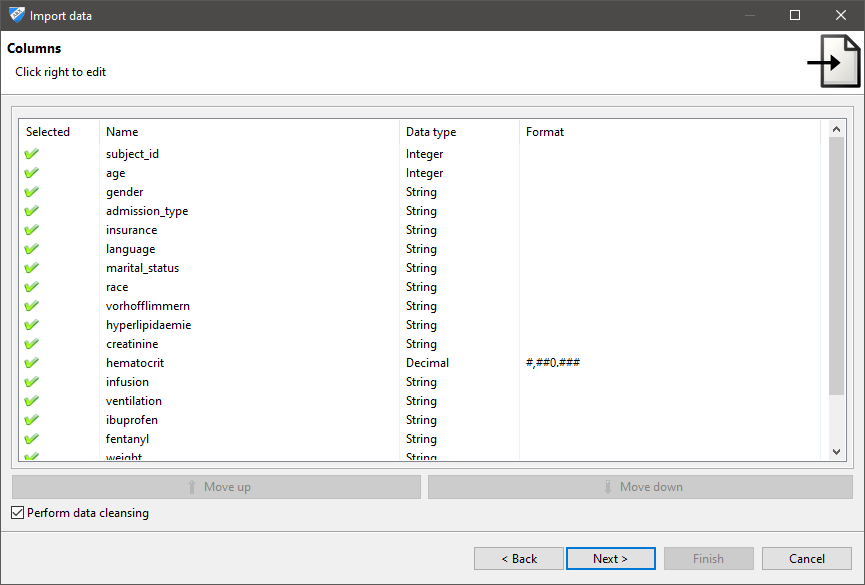 Import data
Columns
Click right to edit
Selected Name Data type Format
subject_id Integer
age Integer
gender String
admission_type String
insurance String
language String
marital_status String
race String
vorhofflimmern String
hyperlipidaemie String
creatinine String
hematocrit Decimal #,##0.###
infusion String
ventilation String
ibuprofen String
fentanyl String
weight String
Move up Move down
Perform data cleansing
< Back Next > Finish Cancel